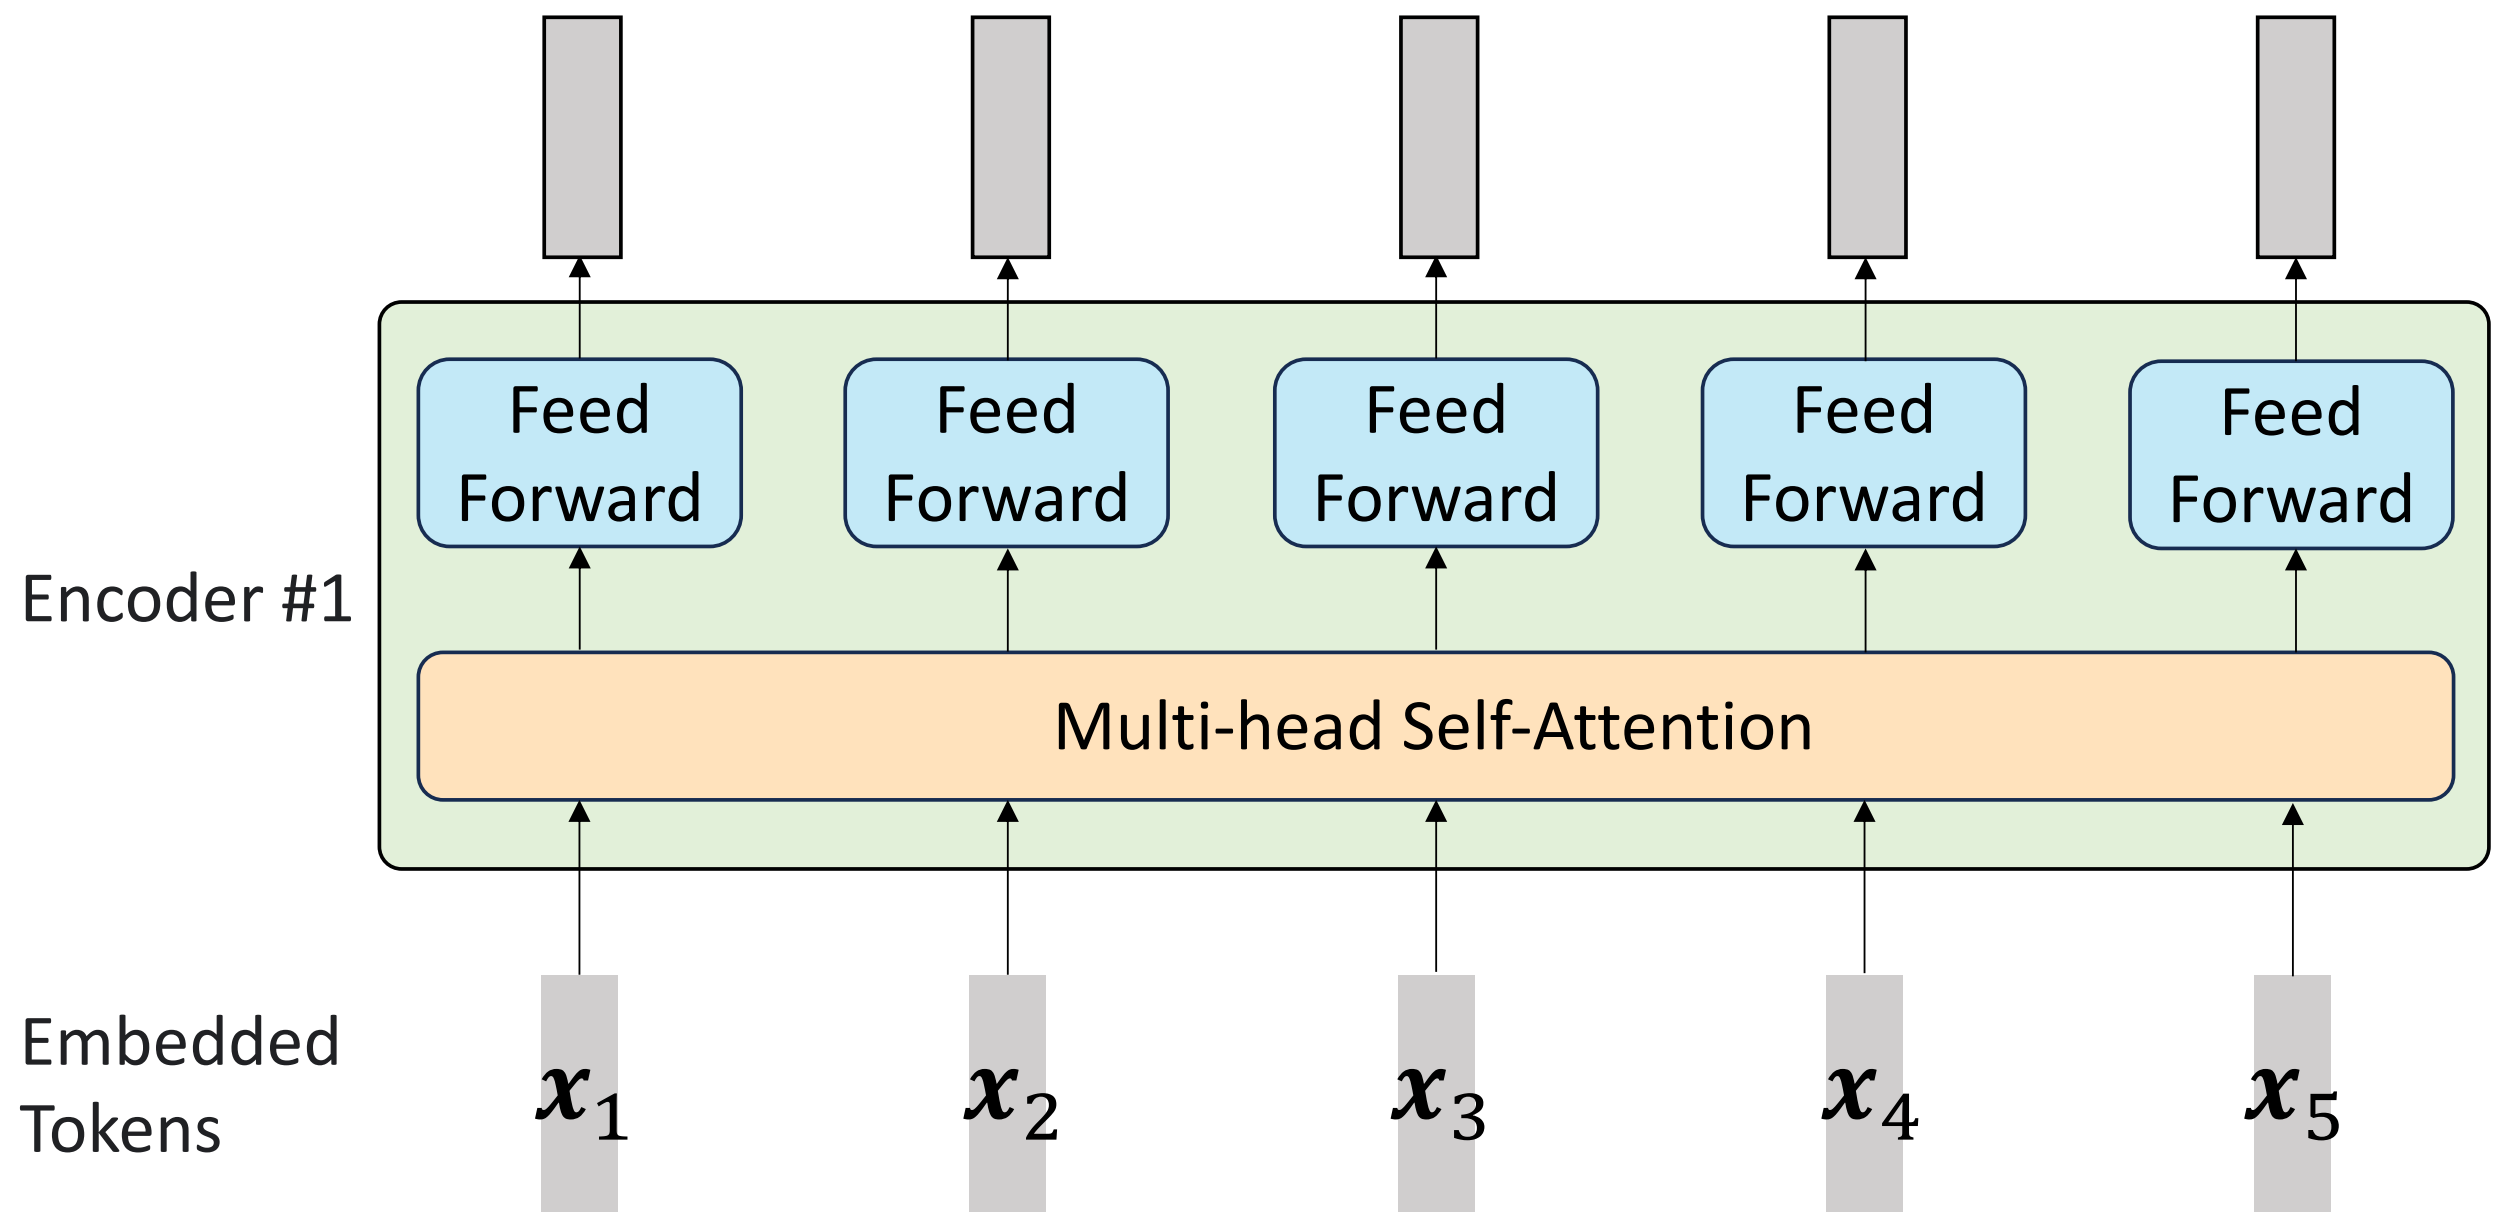 Feed Feed Feed Feed Feed
Forward Forward Forward Forward Forward
Encoder #1
Multi-head Self-Attention
Embedded
Tokens
x₁ x₂ x₃ x₄ x₅